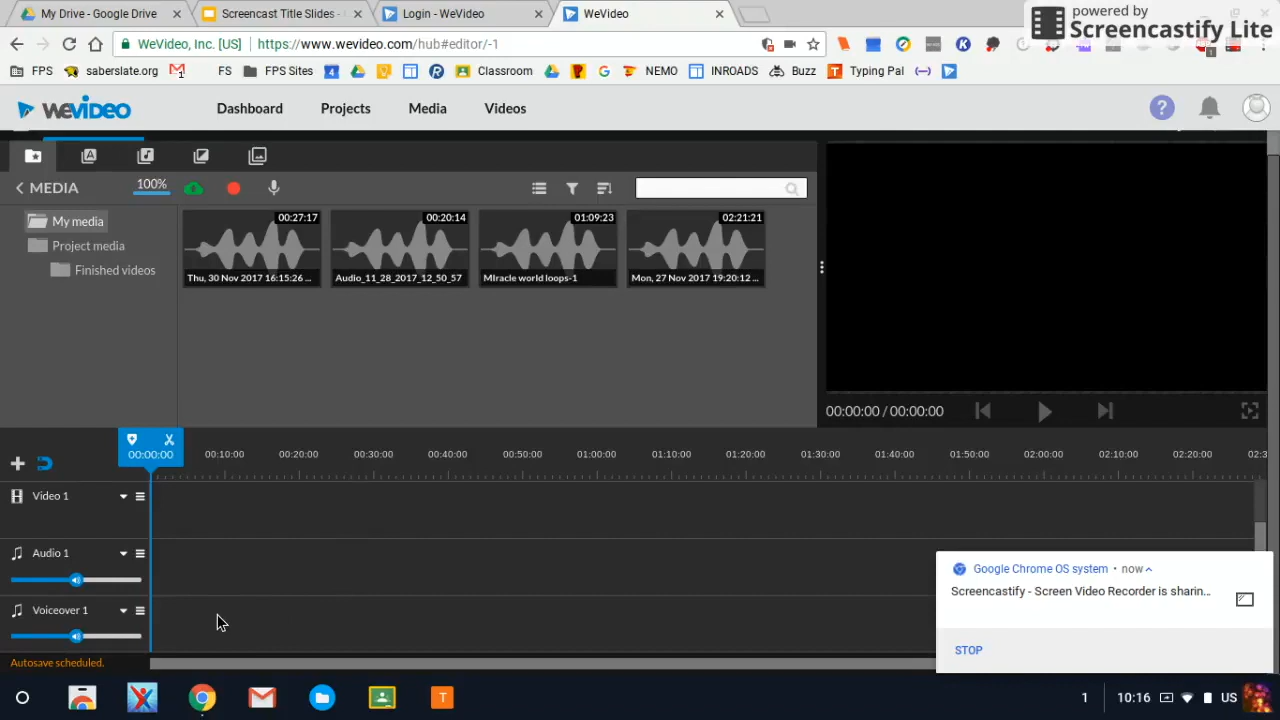 My Drive - Google Drive
Screencast Title Slides -
Login - WeVideo
WeVideo
powered by
Screencastify Lite
WeVideo, Inc. [US]
https://www.wevideo.com/hub#editor/-1
FPS
saberslate.org
FS
FPS Sites
Classroom
NEMO
INROADS
Buzz
Typing Pal
WEVIDEO
Dashboard
Projects
Media
Videos
?
MEDIA
100%
My media
Project media
Finished videos
00:27:17
00:20:14
01:09:23
02:21:21
Thu, 30 Nov 2017 16:15:26 ...
Audio_11_28_2017_12_50_57
MIracle world loops-1
Mon, 27 Nov 2017 19:20:12 ...
00:00:00 / 00:00:00
00:00:00
00:10:00
00:20:00
00:30:00
00:40:00
00:50:00
01:00:00
01:10:00
01:20:00
01:30:00
01:40:00
01:50:00
02:00:00
02:10:00
02:20:00
02:3
Video 1
Audio 1
Voiceover 1
Autosave scheduled.
Google Chrome OS system • now
Screencastify - Screen Video Recorder is sharin...
STOP
T
1
10:16
US